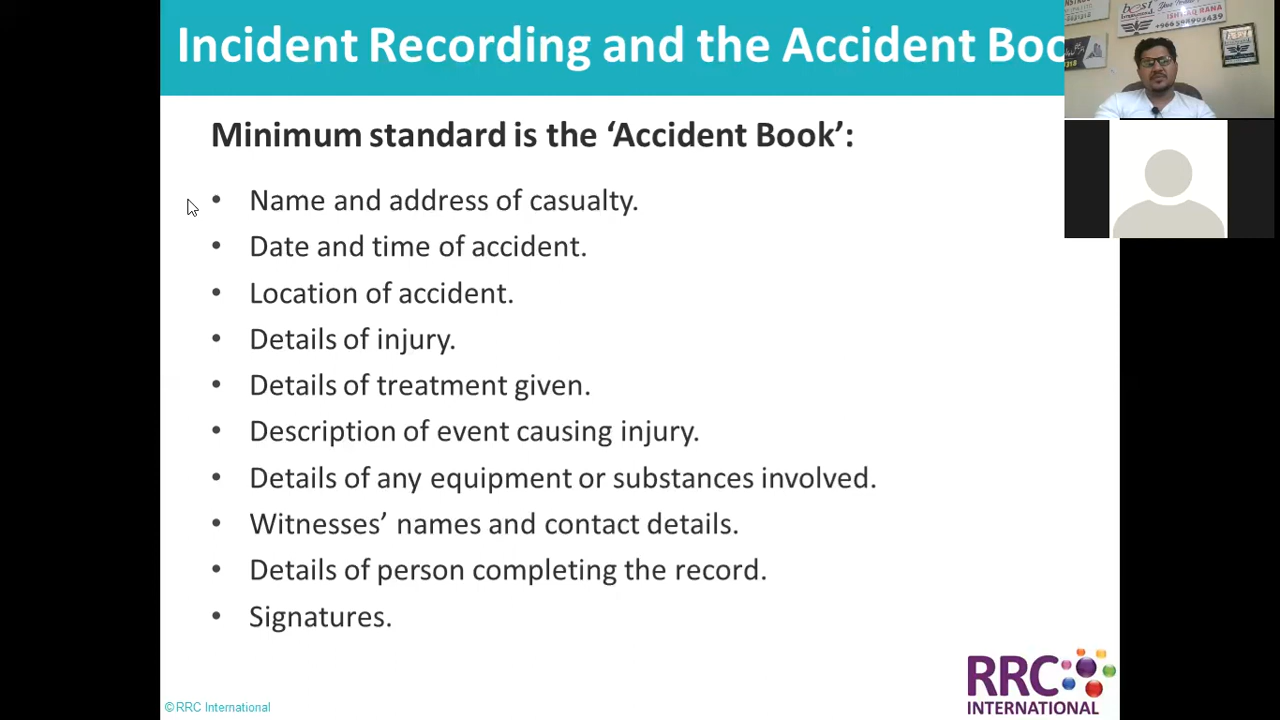 Incident Recording and the Accident Boo
Minimum standard is the ‘Accident Book’:
• Name and address of casualty.
• Date and time of accident.
• Location of accident.
• Details of injury.
• Details of treatment given.
• Description of event causing injury.
• Details of any equipment or substances involved.
• Witnesses’ names and contact details.
• Details of person completing the record.
• Signatures.
RRC
INTERNATIONAL
© RRC International
best
RANA